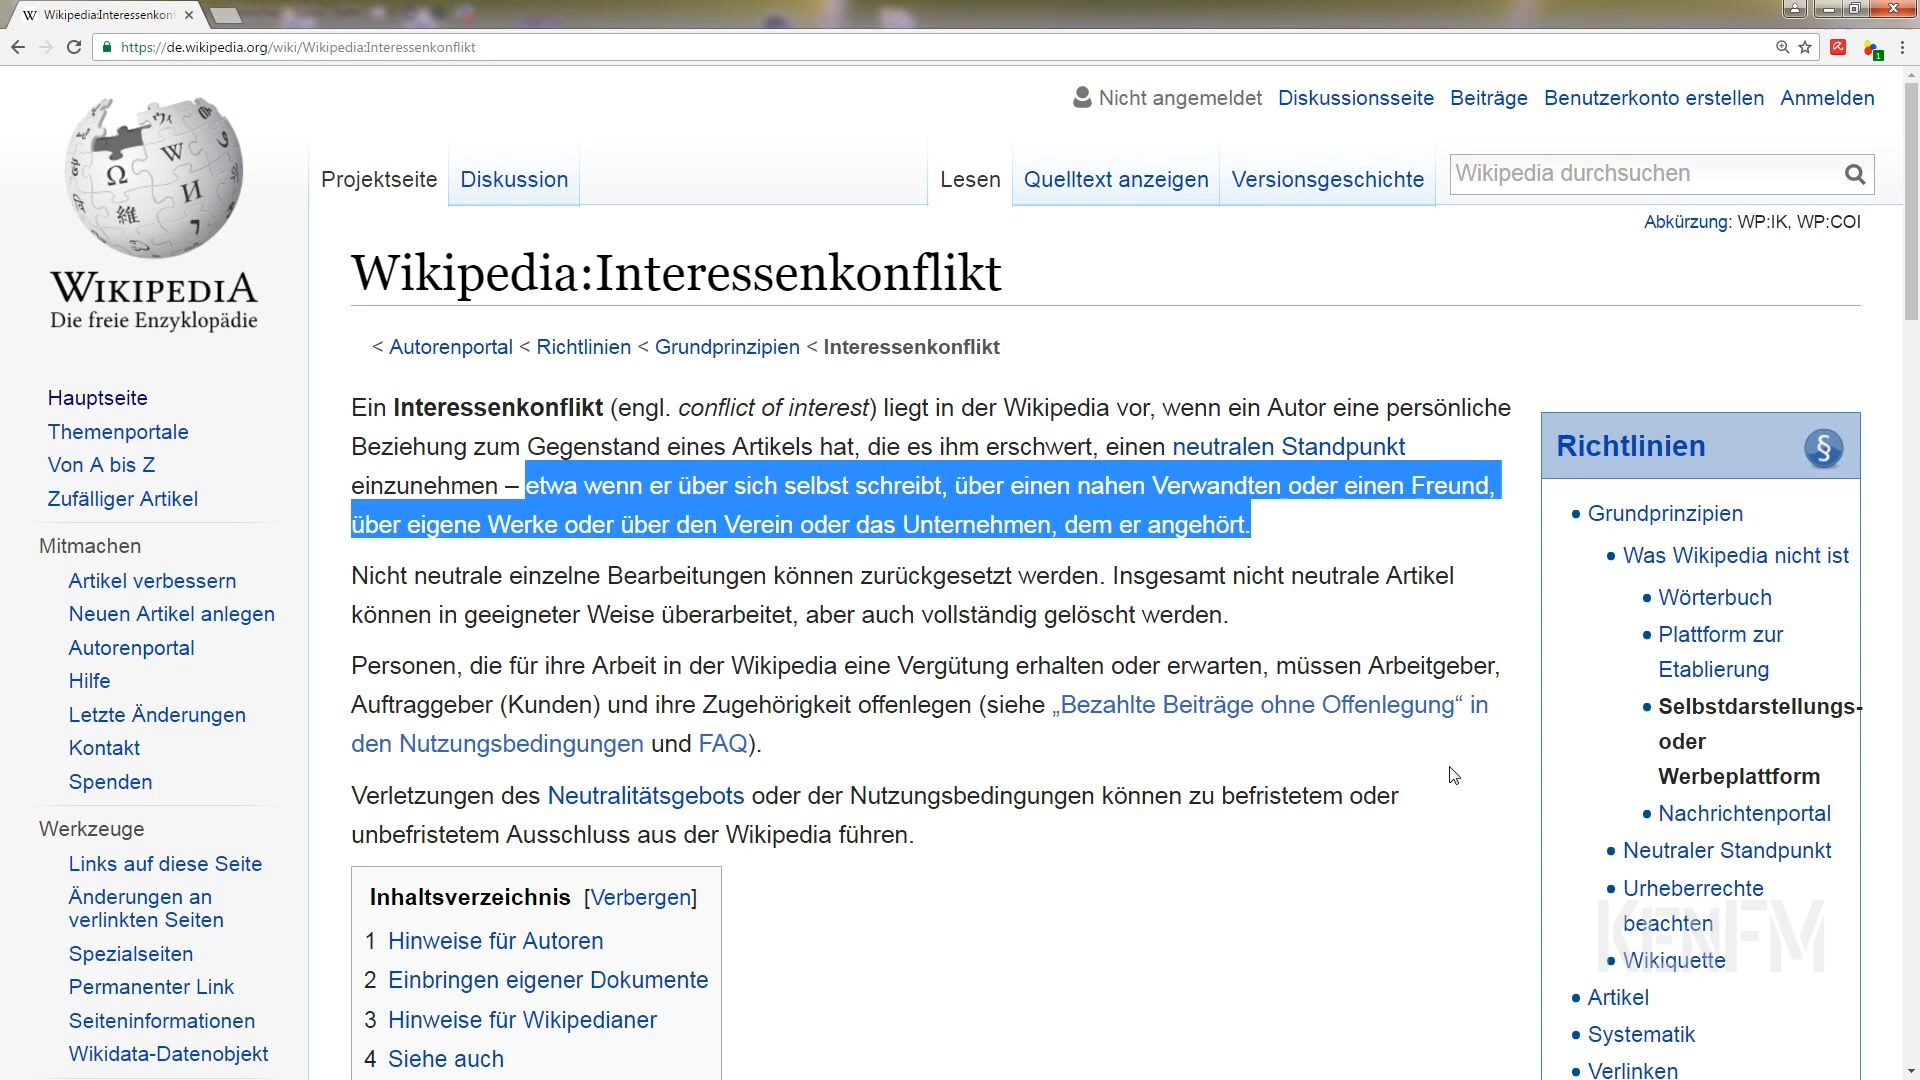 Wikipedia:Interessenkon
https://de.wikipedia.org/wiki/Wikipedia:Interessenkonflikt
Nicht angemeldet Diskussionsseite Beiträge Benutzerkonto erstellen Anmelden
Projektseite Diskussion Lesen Quelltext anzeigen Versionsgeschichte Wikipedia durchsuchen
Abkürzung: WP:IK, WP:COI
WIKIPEDIA
Die freie Enzyklopädie
Hauptseite
Themenportale
Von A bis Z
Zufälliger Artikel
Mitmachen
Artikel verbessern
Neuen Artikel anlegen
Autorenportal
Hilfe
Letzte Änderungen
Kontakt
Spenden
Werkzeuge
Links auf diese Seite
Änderungen an
verlinkten Seiten
Spezialseiten
Permanenter Link
Seiteninformationen
Wikidata-Datenobjekt
Wikipedia:Interessenkonflikt
< Autorenportal < Richtlinien < Grundprinzipien < Interessenkonflikt
Ein Interessenkonflikt (engl. conflict of interest) liegt in der Wikipedia vor, wenn ein Autor eine persönliche
Beziehung zum Gegenstand eines Artikels hat, die es ihm erschwert, einen neutralen Standpunkt
einzunehmen – etwa wenn er über sich selbst schreibt, über einen nahen Verwandten oder einen Freund,
über eigene Werke oder über den Verein oder das Unternehmen, dem er angehört.
Nicht neutrale einzelne Bearbeitungen können zurückgesetzt werden. Insgesamt nicht neutrale Artikel
können in geeigneter Weise überarbeitet, aber auch vollständig gelöscht werden.
Personen, die für ihre Arbeit in der Wikipedia eine Vergütung erhalten oder erwarten, müssen Arbeitgeber,
Auftraggeber (Kunden) und ihre Zugehörigkeit offenlegen (siehe „Bezahlte Beiträge ohne Offenlegung“ in
den Nutzungsbedingungen und FAQ).
Verletzungen des Neutralitätsgebots oder der Nutzungsbedingungen können zu befristetem oder
unbefristetem Ausschluss aus der Wikipedia führen.
Inhaltsverzeichnis [Verbergen]
1 Hinweise für Autoren
2 Einbringen eigener Dokumente
3 Hinweise für Wikipedianer
4 Siehe auch
Richtlinien §
• Grundprinzipien
• Was Wikipedia nicht ist
• Wörterbuch
• Plattform zur
Etablierung
• Selbstdarstellungs-
oder
Werbeplattform
• Nachrichtenportal
• Neutraler Standpunkt
• Urheberrechte
beachten
• Wikiquette
• Artikel
• Systematik
• Verlinken
KENFM